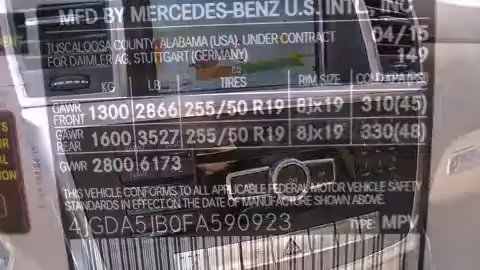 MFD BY MERCEDES-BENZ U.S. INTL, INC
TUSCALOOSA COUNTY, ALABAMA (USA), UNDER CONTRACT 04/15
FOR DAIMLER AG, STUTTGART (GERMANY) 149
KG LB TIRES RIM SIZE COLD KPA(PSI)
GAWR FRONT 1300 2866 255/50 R19 8Jx19 310(45)
GAWR REAR 1600 3527 255/50 R19 8Jx19 330(48)
GVWR 2800 6173
THIS VEHICLE CONFORMS TO ALL APPLICABLE FEDERAL MOTOR VEHICLE SAFETY
STANDARDS IN EFFECT ON THE DATE OF MANUFACTURE SHOWN ABOVE.
4JGDA5JB0FA590923 TYPE: MPV